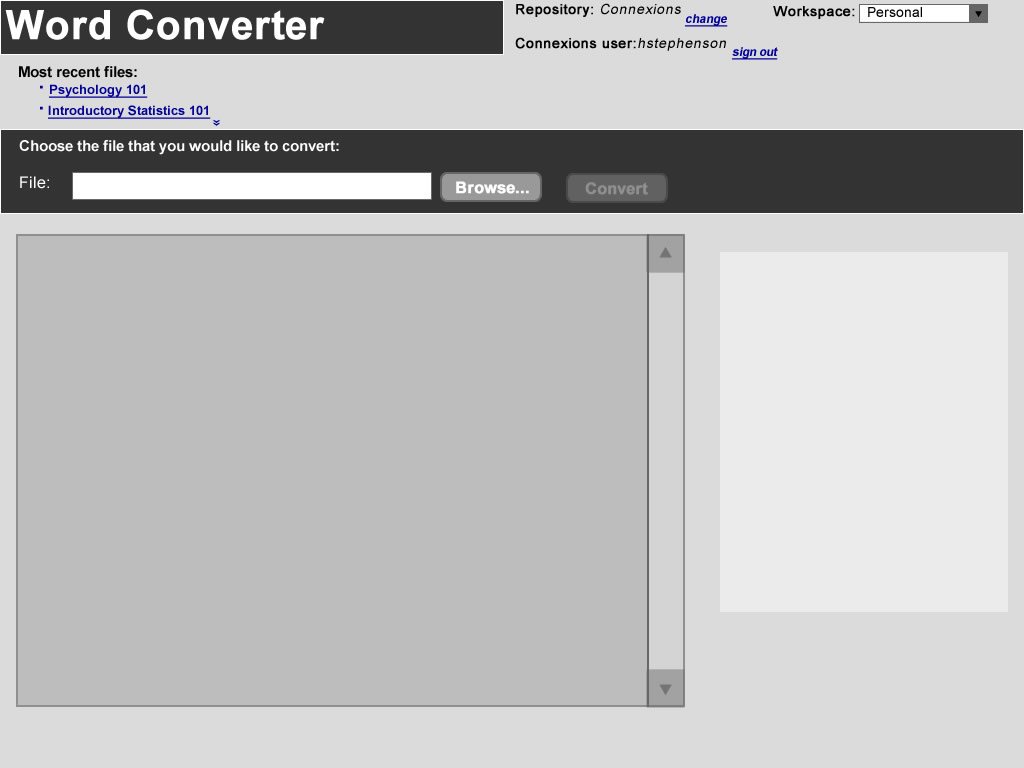 Word Converter
Repository: Connexions change
Workspace: Personal
Connexions user:hstephenson sign out
Most recent files:
Psychology 101
Introductory Statistics 101
Choose the file that you would like to convert:
File: Browse... Convert